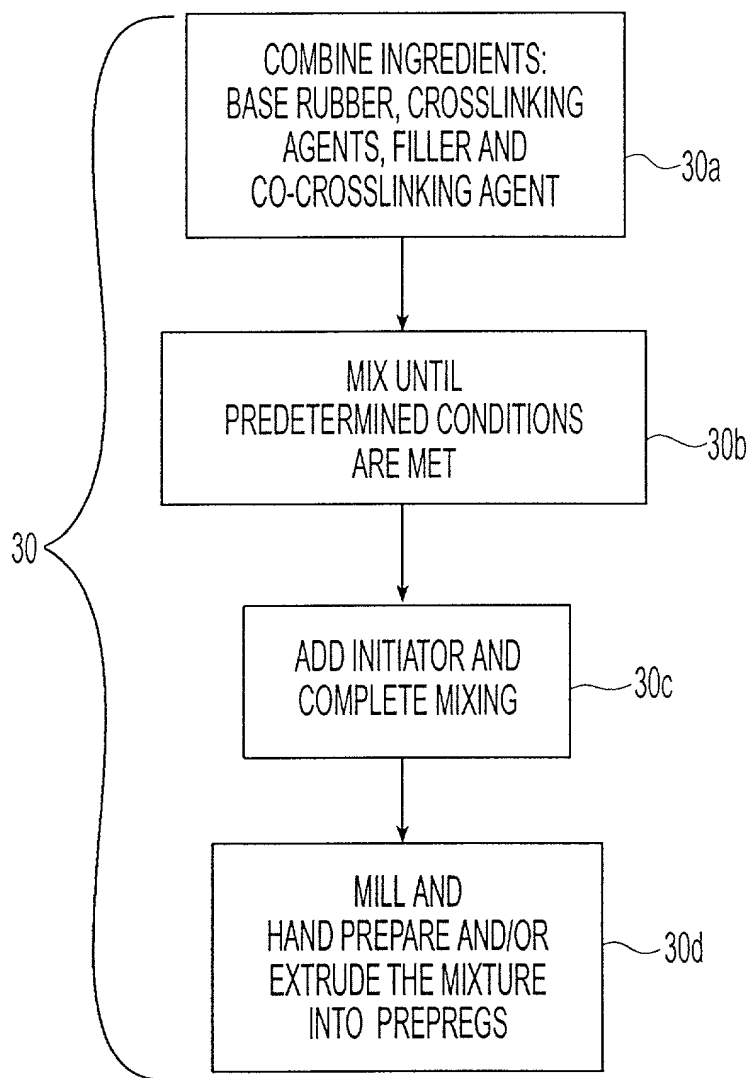 COMBINE INGREDIENTS:
BASE RUBBER, CROSSLINKING
AGENTS, FILLER AND
CO-CROSSLINKING AGENT
30a
MIX UNTIL
PREDETERMINED CONDITIONS
ARE MET
30b
30
ADD INITIATOR AND
COMPLETE MIXING
30c
MILL AND
HAND PREPARE AND/OR
EXTRUDE THE MIXTURE
INTO PREPREGS
30d